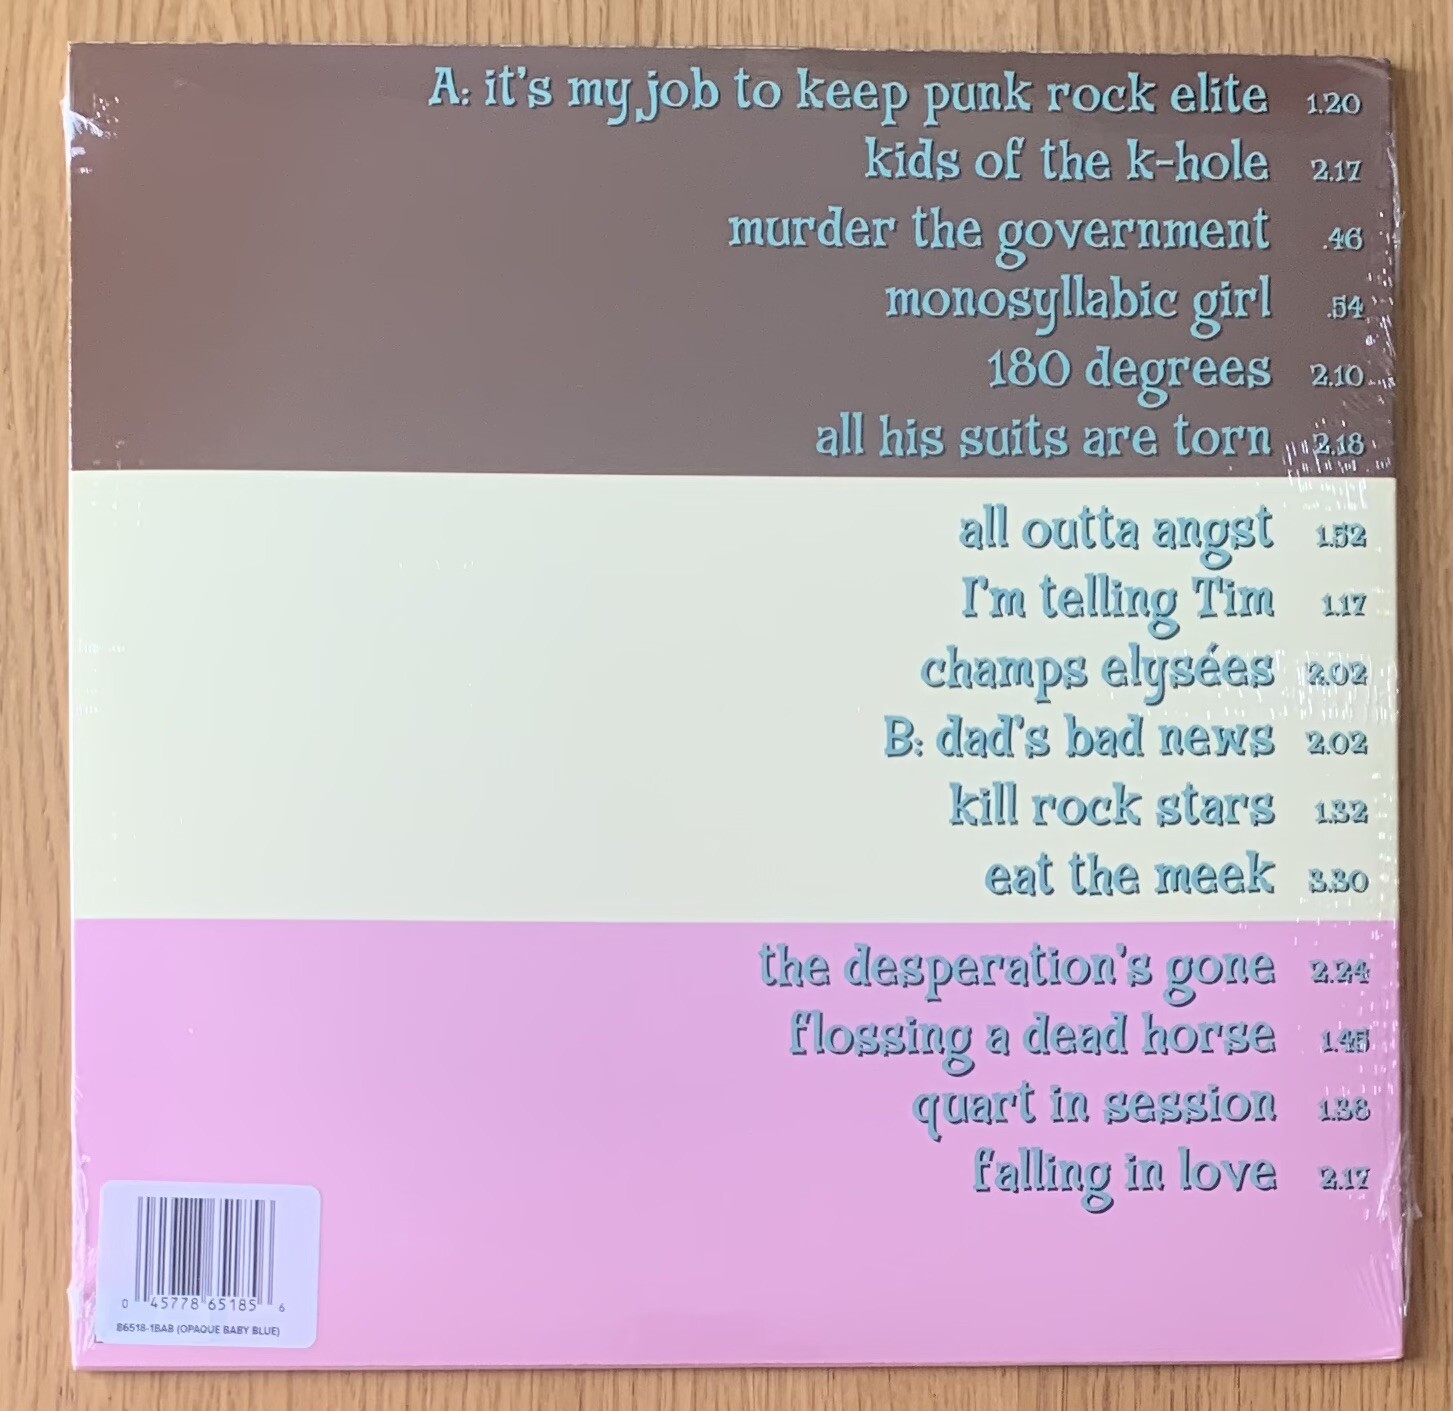 A: it's my job to keep punk rock elite 1.20
kids of the k-hole 2.17
murder the government .46
monosyllabic girl .54
180 degrees 2.10
all his suits are torn 2.18
all outta angst 1.52
I'm telling Tim 1.17
champs elysées 2.02
B: dad's bad news 2.02
kill rock stars 1.32
eat the meek 3.30
the desperation's gone 2.24
flossing a dead horse 1.45
quart in session 1.38
falling in love 2.17
0 45778 65185 6
86518-1BAB (OPAQUE BABY BLUE)